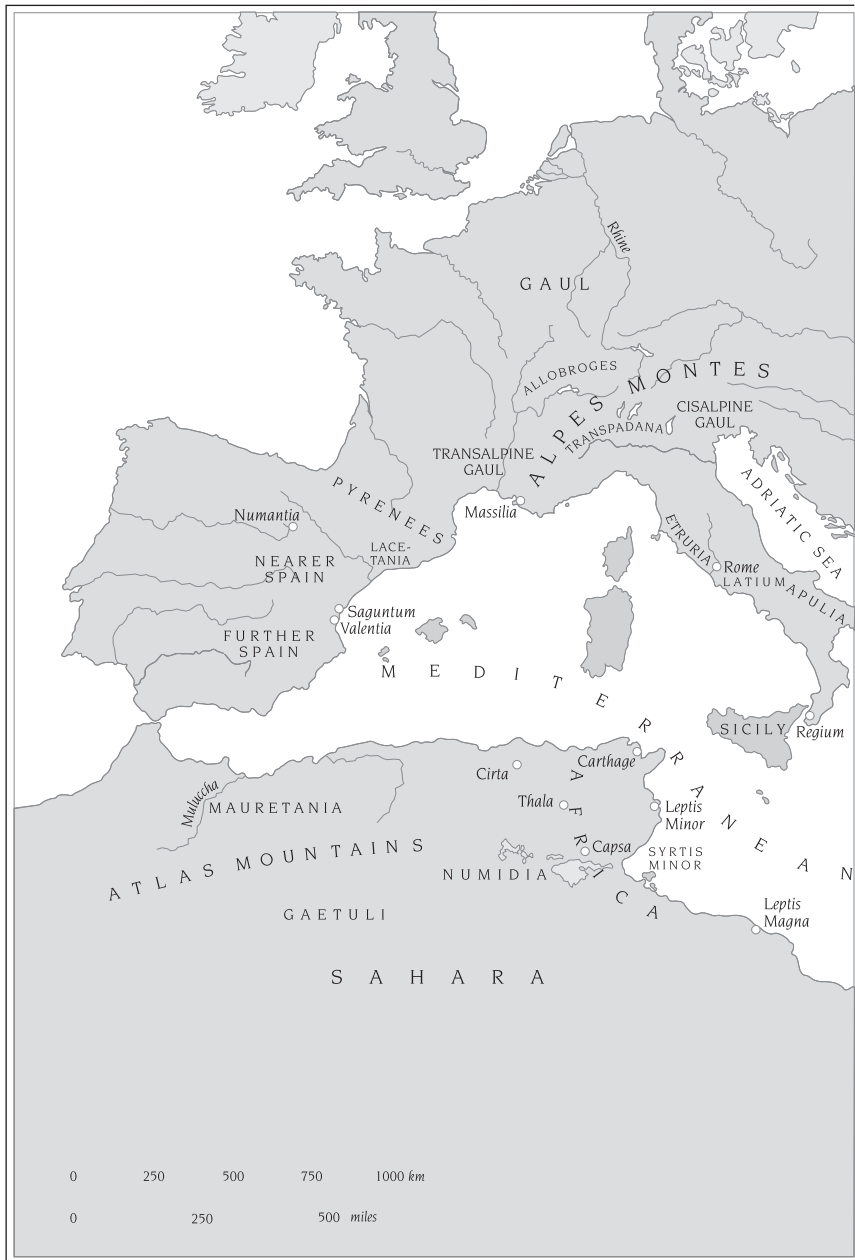 Rhine
GAUL
ALLOBROGES
ALPES MONTES
CISALPINE
GAUL
TRANSPADANA
TRANSALPINE
GAUL
Massilia
PYRENEES
ADRIATIC SEA
Numantia
ETRURIA
LACE-
TANIA
NEARER
SPAIN
Rome
LATIUM
APULIA
Saguntum
Valentia
FURTHER
SPAIN
MEDITERRANEAN
SICILY
Regium
Carthage
Cirta
AFRICA
Muluccha
MAURETANIA
Thala
Leptis
Minor
ATLAS MOUNTAINS
Capsa
SYRTIS
MINOR
NUMIDIA
GAETULI
Leptis
Magna
SAHARA
0 250 500 750 1000 km
0 250 500 miles